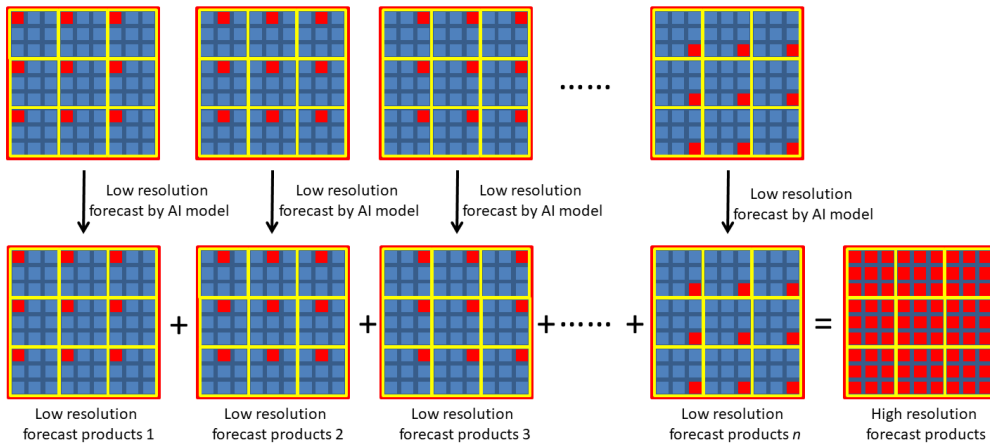 ......
Low resolution
forecast by AI model
Low resolution
forecast by AI model
Low resolution
forecast by AI model
Low resolution
forecast by AI model
+ + + ...... + =
Low resolution
forecast products 1
Low resolution
forecast products 2
Low resolution
forecast products 3
Low resolution
forecast products n
High resolution
forecast products